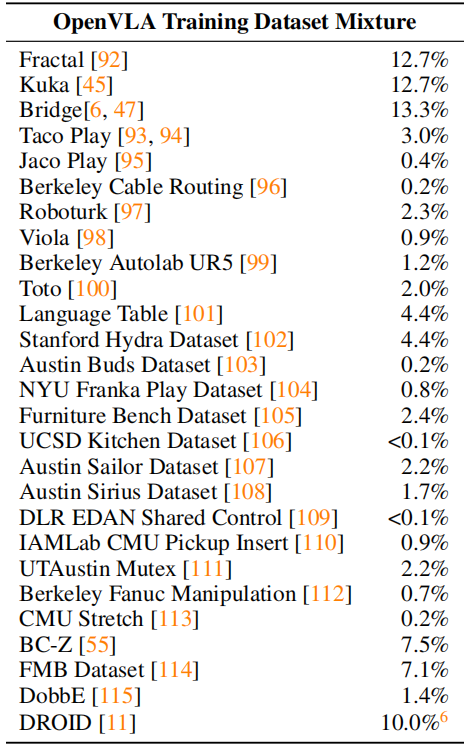 OpenVLA Training Dataset Mixture
Fractal [92] 12.7%
Kuka [45] 12.7%
Bridge[6, 47] 13.3%
Taco Play [93, 94] 3.0%
Jaco Play [95] 0.4%
Berkeley Cable Routing [96] 0.2%
Roboturk [97] 2.3%
Viola [98] 0.9%
Berkeley Autolab UR5 [99] 1.2%
Toto [100] 2.0%
Language Table [101] 4.4%
Stanford Hydra Dataset [102] 4.4%
Austin Buds Dataset [103] 0.2%
NYU Franka Play Dataset [104] 0.8%
Furniture Bench Dataset [105] 2.4%
UCSD Kitchen Dataset [106] <0.1%
Austin Sailor Dataset [107] 2.2%
Austin Sirius Dataset [108] 1.7%
DLR EDAN Shared Control [109] <0.1%
IAMLab CMU Pickup Insert [110] 0.9%
UTAustin Mutex [111] 2.2%
Berkeley Fanuc Manipulation [112] 0.7%
CMU Stretch [113] 0.2%
BC-Z [55] 7.5%
FMB Dataset [114] 7.1%
DobbE [115] 1.4%
DROID [11] 10.0%6